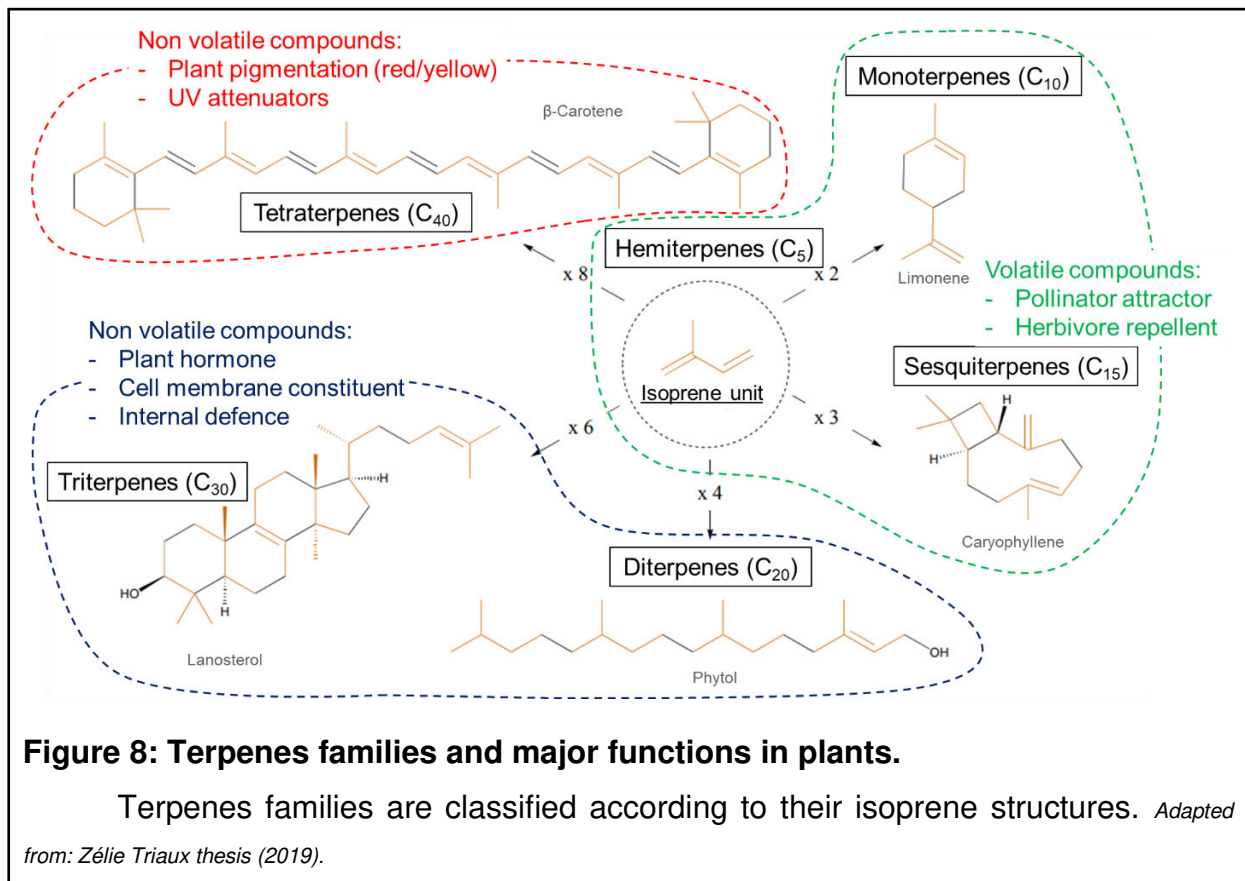 Non volatile compounds:
- Plant pigmentation (red/yellow)
- UV attenuators
β-Carotene
Tetraterpenes (C40)
Monoterpenes (C10)
Limonene
Hemiterpenes (C5)
x 8
x 2
Volatile compounds:
- Pollinator attractor
- Herbivore repellent
Isoprene unit
Non volatile compounds:
- Plant hormone
- Cell membrane constituent
- Internal defence
Sesquiterpenes (C15)
H
H
Caryophyllene
x 6
x 3
x 4
Triterpenes (C30)
H
HO
H
Lanosterol
Diterpenes (C20)
OH
Phytol
Figure 8: Terpenes families and major functions in plants.
Terpenes families are classified according to their isoprene structures. Adapted
from: Zélie Triaux thesis (2019).